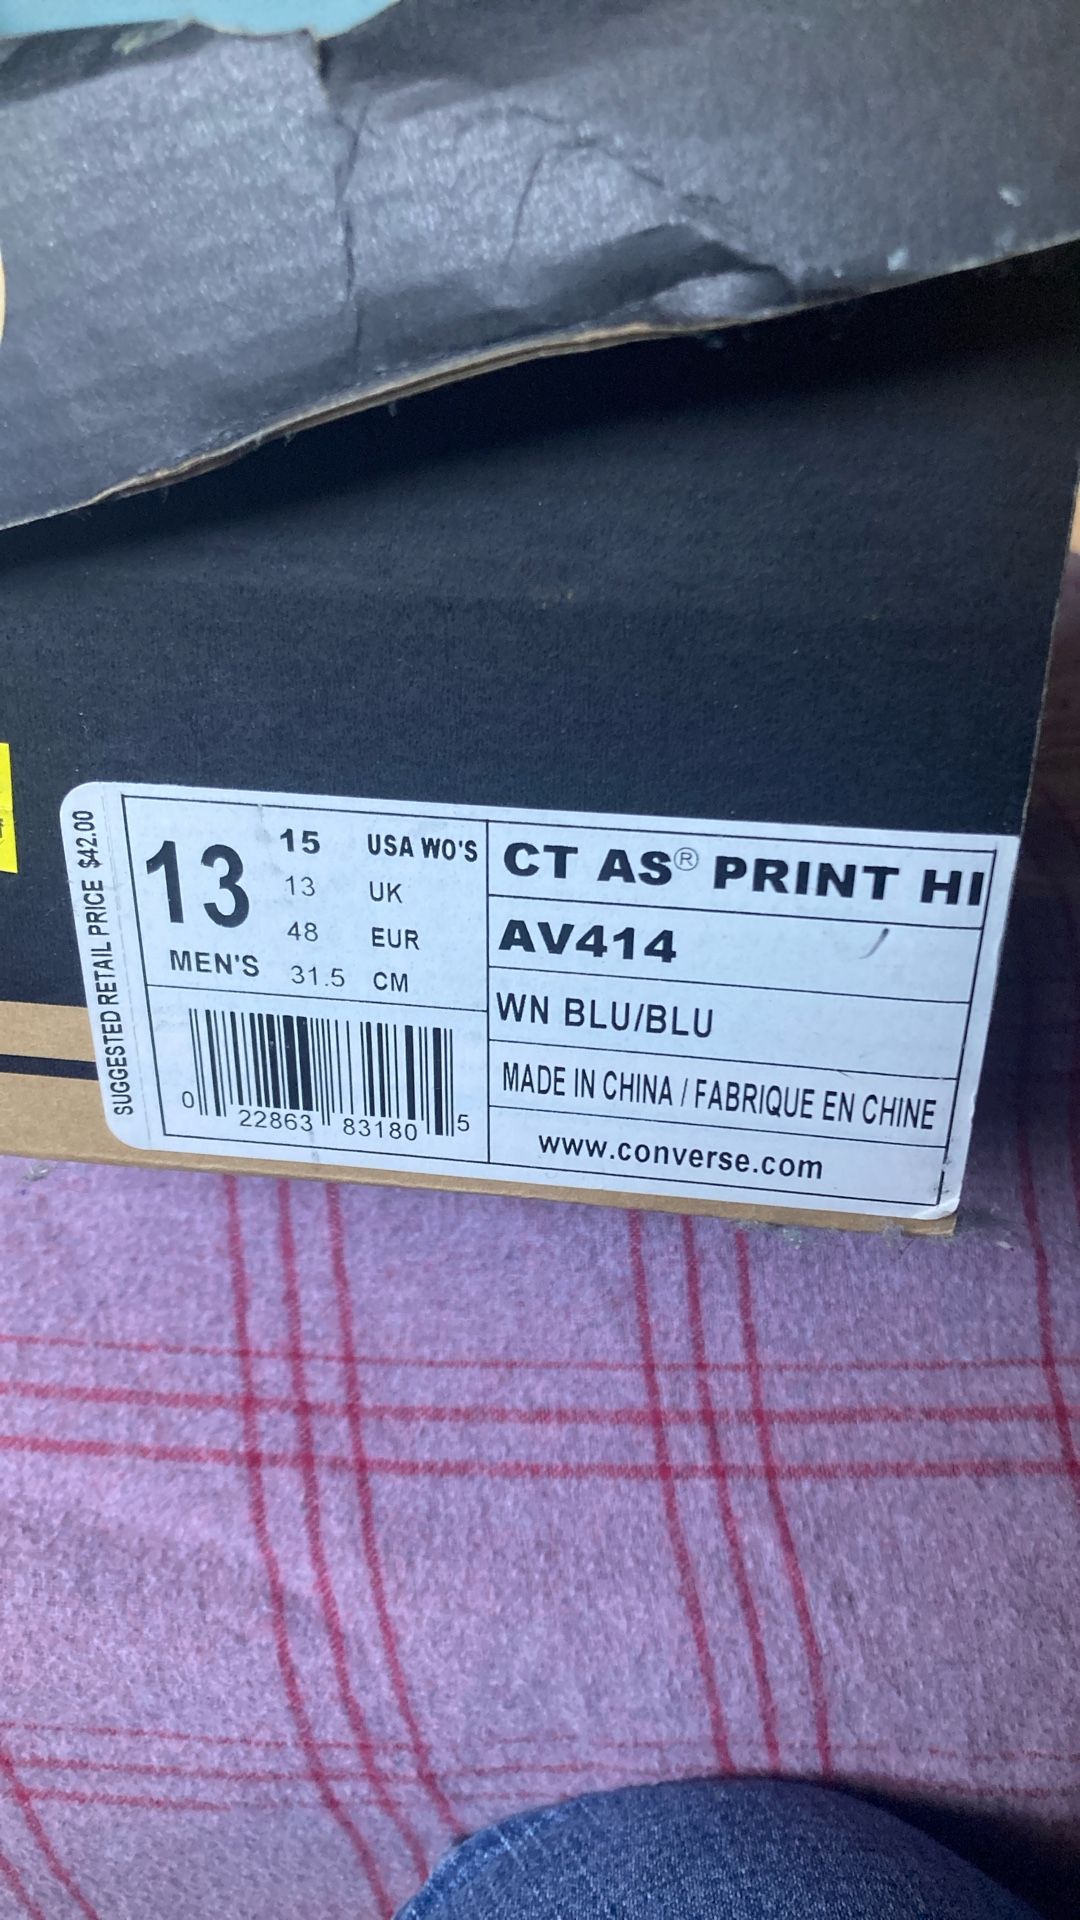 SUGGESTED RETAIL PRICE $42.00
13
MEN'S
15 USA WO'S
13 UK
48 EUR
31.5 CM
0 22863 83180 5
CT AS® PRINT HI
AV414
WN BLU/BLU
MADE IN CHINA / FABRIQUE EN CHINE
www.converse.com